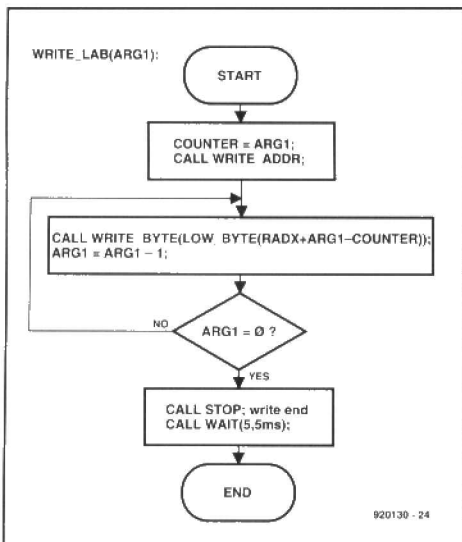 WRITE_LAB(ARG1):
START
COUNTER = ARG1;
CALL WRITE ADDR;
CALL WRITE BYTE(LOW BYTE(RADX+ARG1–COUNTER));
ARG1 = ARG1 – 1;
NO
ARG1 = Ø ?
YES
CALL STOP; write end
CALL WAIT(5,5ms);
END
920130 - 24